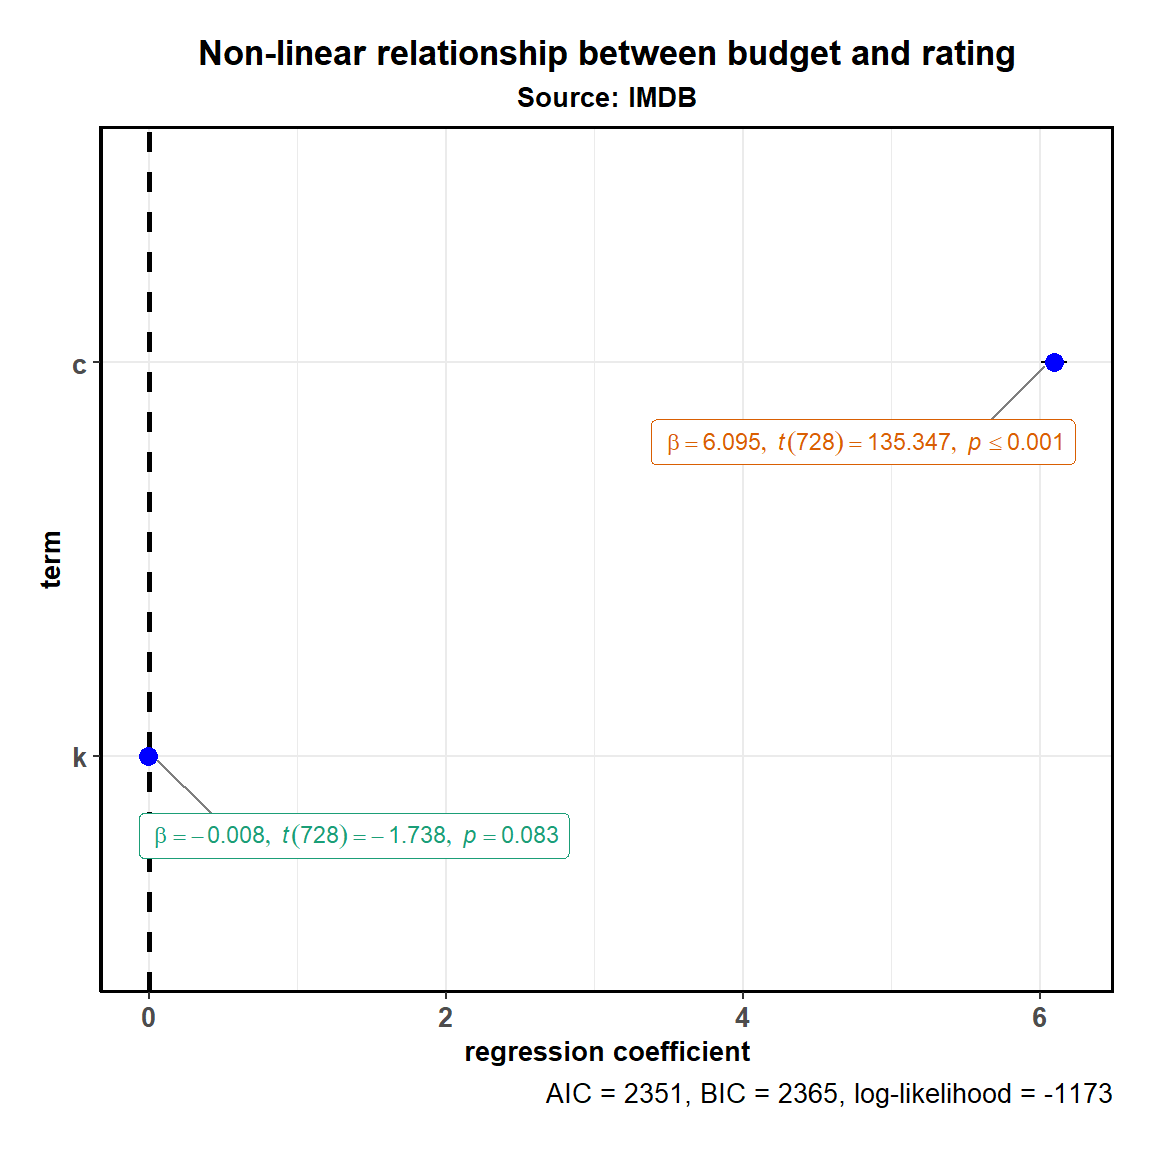 Non-linear relationship between budget and rating
Source: IMDB
term
c
β = 6.095, t(728) = 135.347, p ≤ 0.001
k
β = −0.008, t(728) = −1.738, p = 0.083
0 2 4 6
regression coefficient
AIC = 2351, BIC = 2365, log-likelihood = -1173